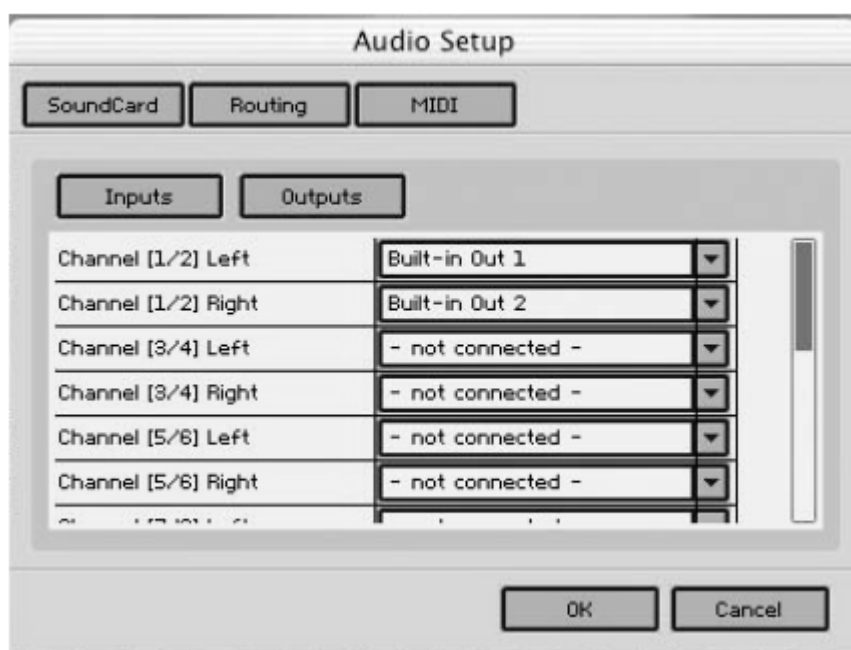 Audio Setup
SoundCard Routing MIDI
Inputs Outputs
Channel [1/2] Left Built-in Out 1
Channel [1/2] Right Built-in Out 2
Channel [3/4] Left - not connected -
Channel [3/4] Right - not connected -
Channel [5/6] Left - not connected -
Channel [5/6] Right - not connected -
OK Cancel